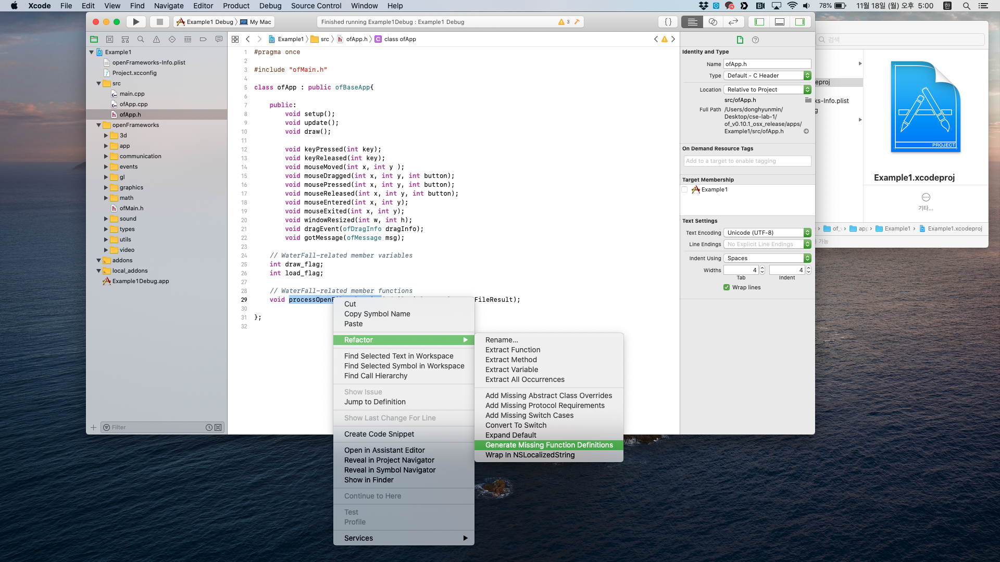 Xcode File Edit View Find Navigate Editor Product Debug Source Control Window Help
78% 11월 18일 (월) 오후 5:00 한
Example1 Debug My Mac
Finished running Example1Debug : Example1 Debug 3
{ }
Example1 src ofApp.h C class ofApp
Example1
openFrameworks-Info.plist
Project.xcconfig
src
main.cpp
ofApp.cpp
ofApp.h
openFrameworks
3d
app
communication
events
gl
graphics
math
ofMain.h
sound
types
utils
video
addons
local_addons
Example1Debug.app
Filter
1 #pragma once
2
3 #include "ofMain.h"
4
5 class ofApp : public ofBaseApp{
6
7 public:
8 void setup();
9 void update();
10 void draw();
11
12 void keyPressed(int key);
13 void keyReleased(int key);
14 void mouseMoved(int x, int y );
15 void mouseDragged(int x, int y, int button);
16 void mousePressed(int x, int y, int button);
17 void mouseReleased(int x, int y, int button);
18 void mouseEntered(int x, int y);
19 void mouseExited(int x, int y);
20 void windowResized(int w, int h);
21 void dragEvent(ofDragInfo dragInfo);
22 void gotMessage(ofMessage msg);
23
24 // WaterFall-related member variables
25 int draw_flag;
26 int load_flag;
27
28 // WaterFall-related member functions
29 void processOpenF FileResult);
30
31 };
32
Cut
Copy Symbol Name
Paste
Refactor
Find Selected Text in Workspace
Find Selected Symbol in Workspace
Find Call Hierarchy
Show Issue
Jump to Definition
Show Last Change For Line
Create Code Snippet
Open in Assistant Editor
Reveal in Project Navigator
Reveal in Symbol Navigator
Show in Finder
Continue to Here
Test
Profile
Services
Rename...
Extract Function
Extract Method
Extract Variable
Extract All Occurrences
Add Missing Abstract Class Overrides
Add Missing Protocol Requirements
Add Missing Switch Cases
Convert To Switch
Expand Default
Generate Missing Function Definitions
Wrap In NSLocalizedString
Identity and Type
Name ofApp.h
Type Default - C Header
Location Relative to Project
src/ofApp.h
Full Path /Users/donghyunmin/
Desktop/cse-lab-1/
of_v0.10.1_osx_release/apps/
Example1/src/ofApp.h
On Demand Resource Tags
Add to a target to enable tagging
Target Membership
Example1
Text Settings
Text Encoding Unicode (UTF-8)
Line Endings No Explicit Line Endings
Indent Using Spaces
Widths 4 4
Tab Indent
Wrap lines
검색
eproj
ks-Info.plist
g
PROJECT
Example1.xcodeproj
기타...
of_ app Example1 Example1.xcodeproj
가능